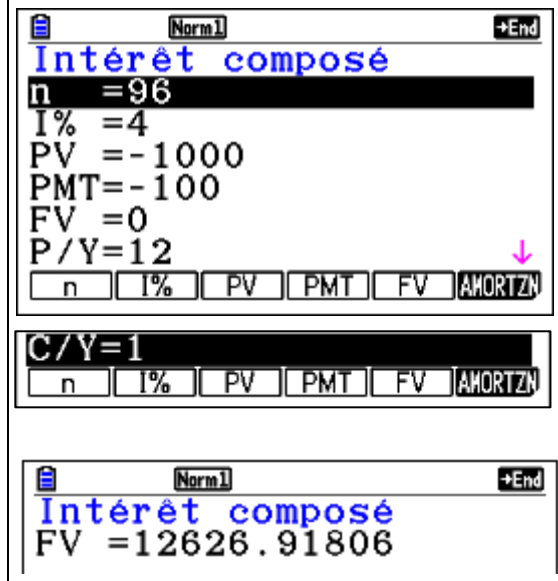 Norm1 →End
Intérêt composé
n =96
I% =4
PV =-1000
PMT=-100
FV =0
P/Y=12 ↓
n I% PV PMT FV AMORTZN
C/Y=1
n I% PV PMT FV AMORTZN
Norm1 →End
Intérêt composé
FV =12626.91806